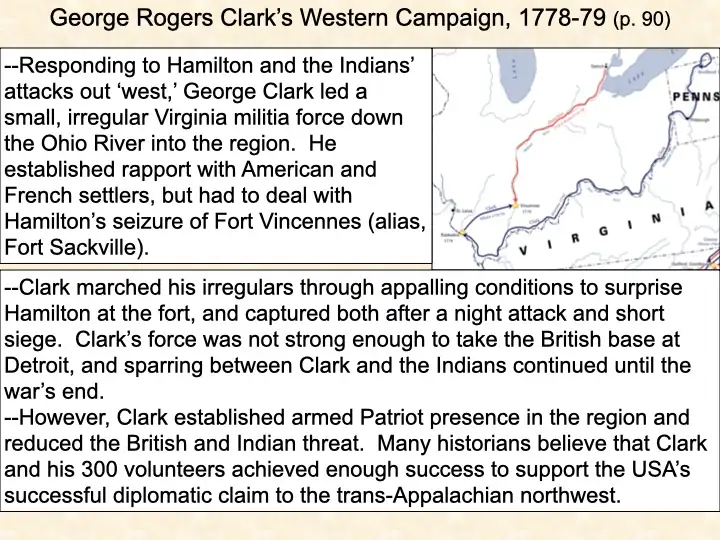 George Rogers Clark’s Western Campaign, 1778-79 (p. 90)
--Responding to Hamilton and the Indians’
attacks out ‘west,’ George Clark led a
small, irregular Virginia militia force down
the Ohio River into the region.  He
established rapport with American and
French settlers, but had to deal with
Hamilton’s seizure of Fort Vincennes (alias,
Fort Sackville).
PENNS
VIRGINIA
--Clark marched his irregulars through appalling conditions to surprise
Hamilton at the fort, and captured both after a night attack and short
siege.  Clark’s force was not strong enough to take the British base at
Detroit, and sparring between Clark and the Indians continued until the
war’s end.
--However, Clark established armed Patriot presence in the region and
reduced the British and Indian threat.  Many historians believe that Clark
and his 300 volunteers achieved enough success to support the USA’s
successful diplomatic claim to the trans-Appalachian northwest.